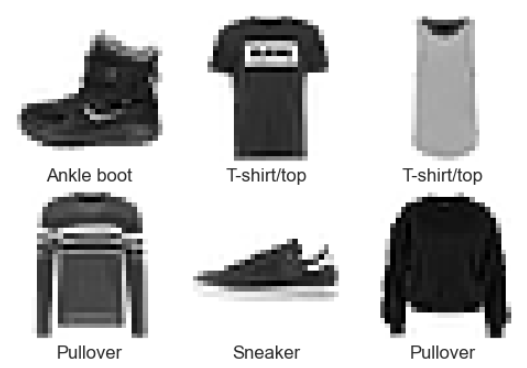 Ankle boot
T-shirt/top
T-shirt/top
Pullover
Sneaker
Pullover